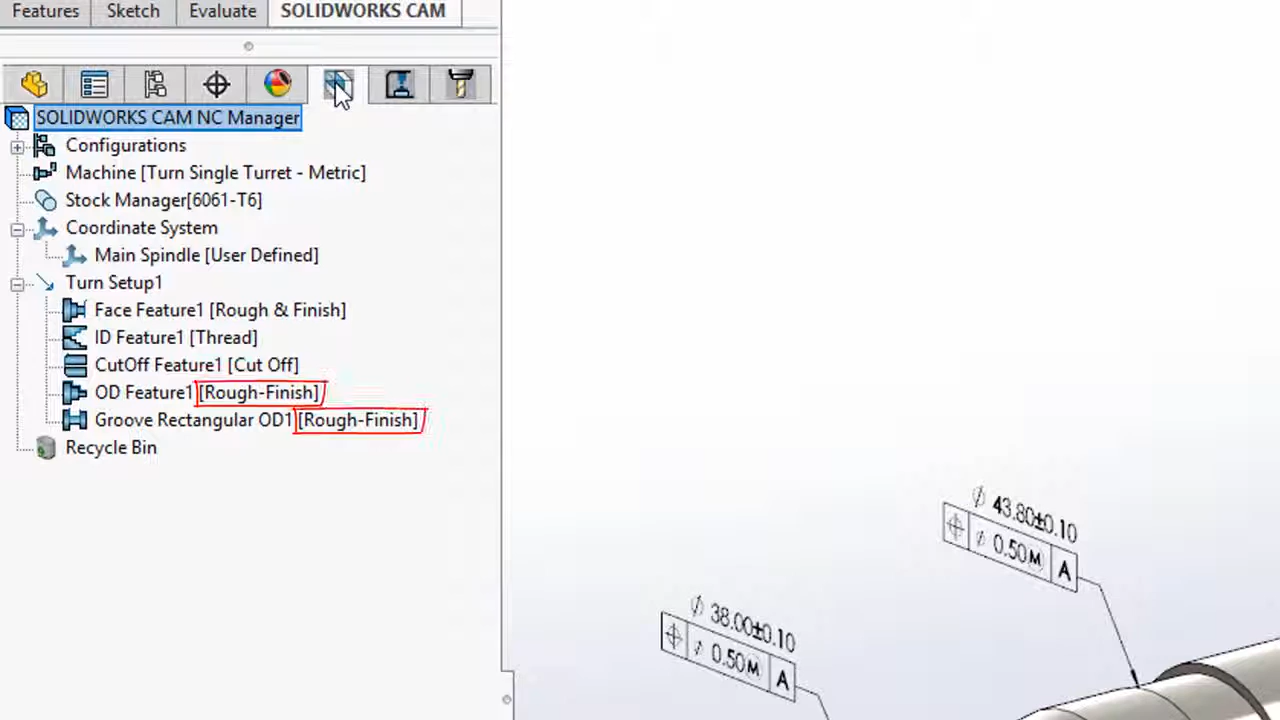 Features Sketch Evaluate SOLIDWORKS CAM
SOLIDWORKS CAM NC Manager
Configurations
Machine [Turn Single Turret - Metric]
Stock Manager[6061-T6]
Coordinate System
Main Spindle [User Defined]
Turn Setup1
Face Feature1 [Rough & Finish]
ID Feature1 [Thread]
CutOff Feature1 [Cut Off]
OD Feature1 [Rough-Finish]
Groove Rectangular OD1 [Rough-Finish]
Recycle Bin
⌀ 43.80±0.10
⌖ ⌀ 0.50Ⓜ A
⌀ 38.00±0.10
⌖ ⌀ 0.50Ⓜ A